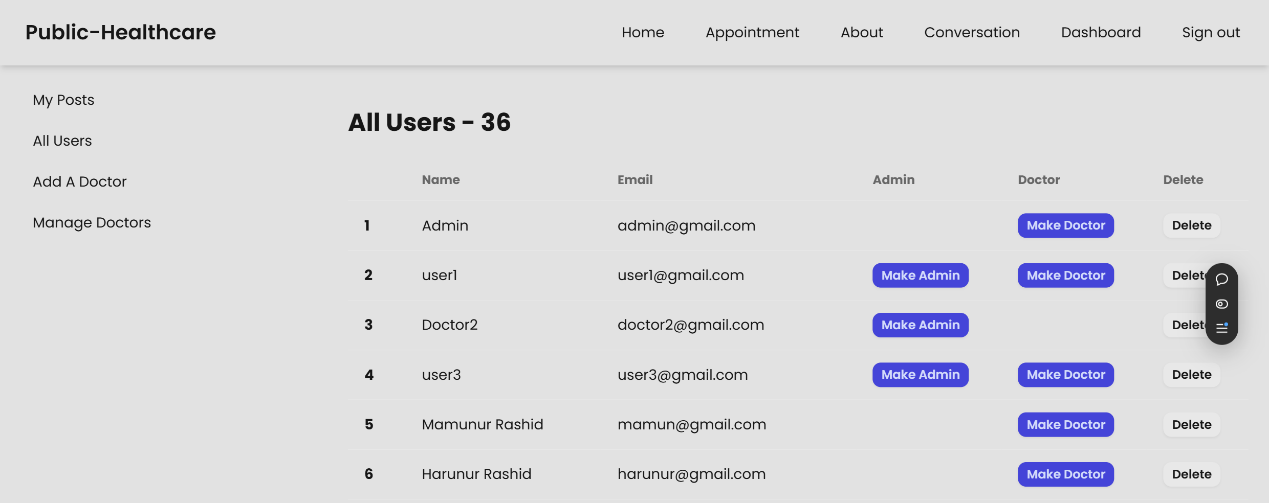 Public-Healthcare
Home Appointment About Conversation Dashboard Sign out
My Posts
All Users
Add A Doctor
Manage Doctors
All Users - 36
Name Email Admin Doctor Delete
1 Admin admin@gmail.com Make Doctor Delete
2 user1 user1@gmail.com Make Admin Make Doctor Delete
3 Doctor2 doctor2@gmail.com Make Admin Delete
4 user3 user3@gmail.com Make Admin Make Doctor Delete
5 Mamunur Rashid mamun@gmail.com Make Doctor Delete
6 Harunur Rashid harunur@gmail.com Make Doctor Delete